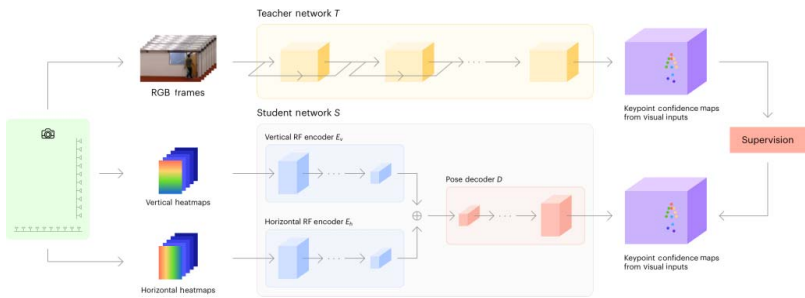 Teacher network T
RGB frames
Keypoint confidence maps
from visual inputs
Supervision
Student network S
Vertical RF encoder Eᵥ
Vertical heatmaps
Pose decoder D
Horizontal RF encoder Eₕ
Horizontal heatmaps
Keypoint confidence maps
from visual inputs